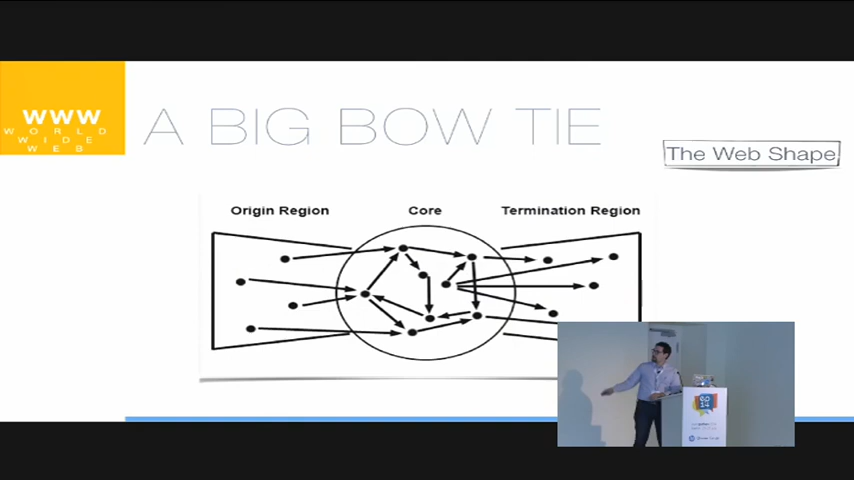 WWW
WORLD
WIDE
WEB
A BIG BOW TIE
The Web Shape
Origin Region
Core
Termination Region